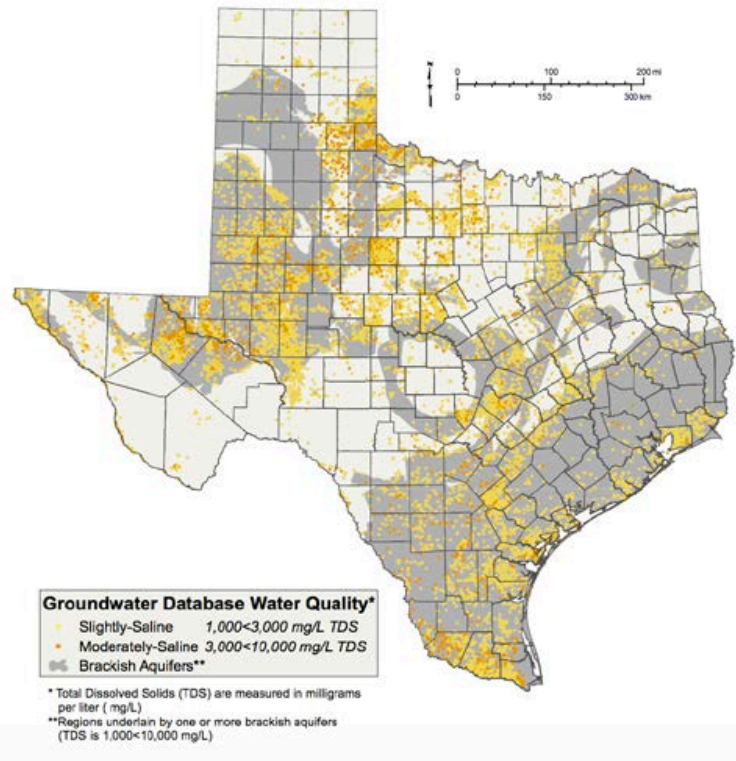 N
0 100 200 mi
0 150 300 km
Groundwater Database Water Quality*
Slightly-Saline 1,000<3,000 mg/L TDS
Moderately-Saline 3,000<10,000 mg/L TDS
Brackish Aquifers**
* Total Dissolved Solids (TDS) are measured in milligrams
per liter ( mg/L)
**Regions underlain by one or more brackish aquifers
(TDS is 1,000<10,000 mg/L)